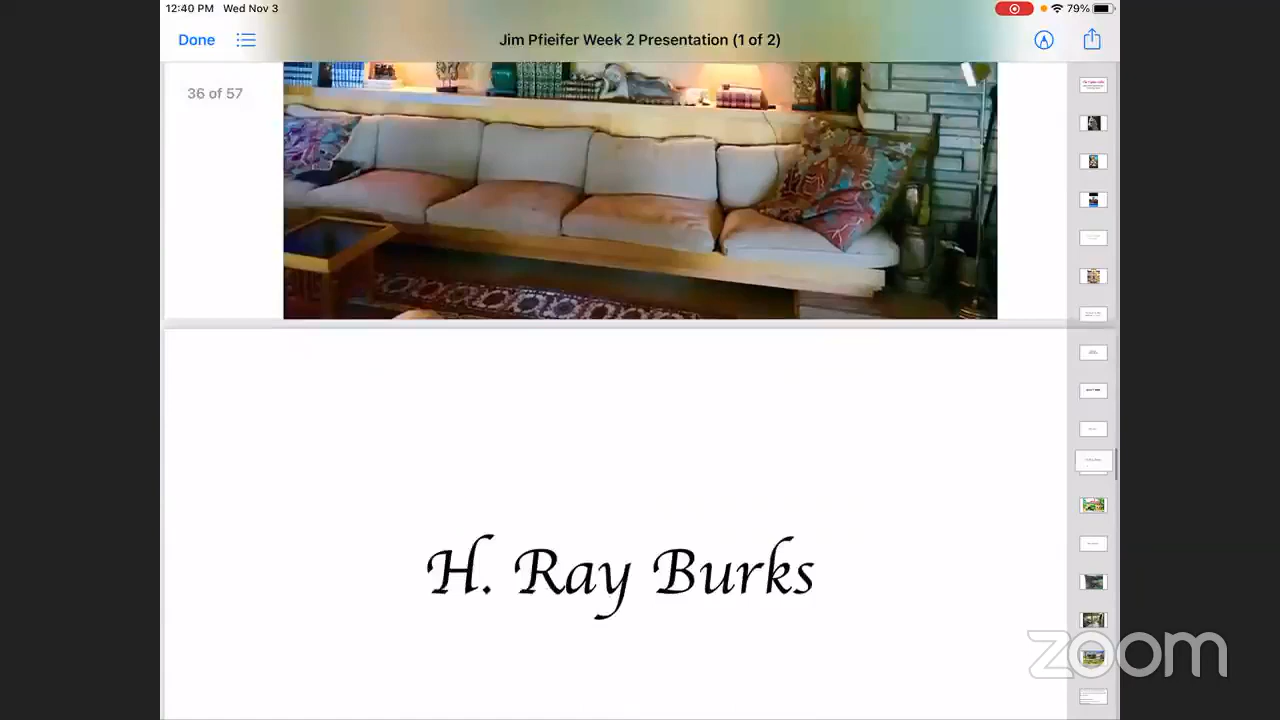 12:40 PM Wed Nov 3
79%
Done
Jim Pfieifer Week 2 Presentation (1 of 2)
36 of 57
H. Ray Burks
zoom